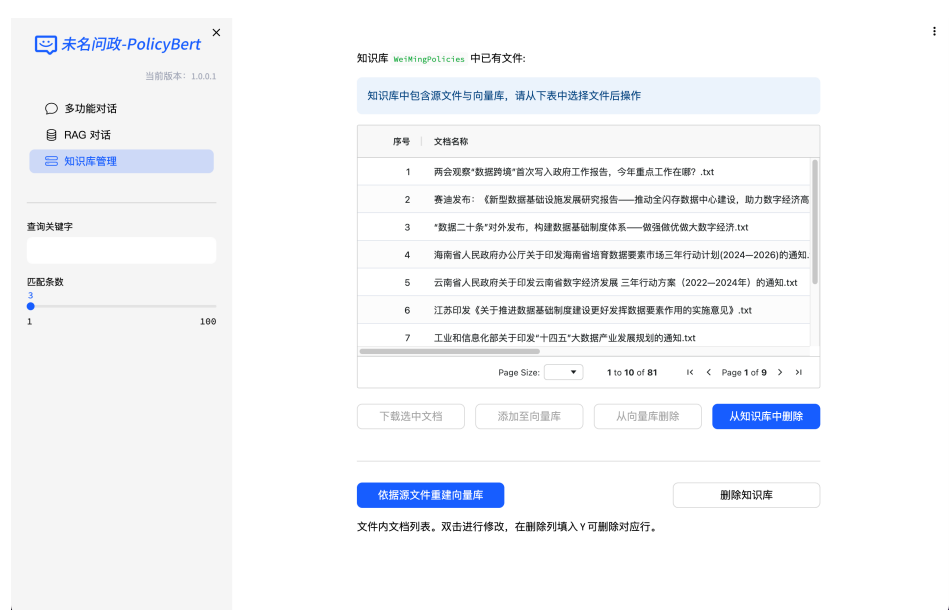 未名问政-PolicyBert
当前版本：1.0.0.1
多功能对话
RAG 对话
知识库管理
查询关键字
匹配条数
3
1 100
知识库 WeiMingPolicies 中已有文件:
知识库中包含源文件与向量库，请从下表中选择文件后操作
序号 文档名称
1 两会观察“数据跨境”首次写入政府工作报告，今年重点工作在哪？.txt
2 赛迪发布：《新型数据基础设施发展研究报告——推动全闪存数据中心建设，助力数字经济高
3 “数据二十条”对外发布，构建数据基础制度体系——做强做优做大数字经济.txt
4 海南省人民政府办公厅关于印发海南省培育数据要素市场三年行动计划(2024—2026)的通知.
5 云南省人民政府关于印发云南省数字经济发展 三年行动方案（2022—2024年）的通知.txt
6 江苏印发《关于推进数据基础制度建设更好发挥数据要素作用的实施意见》.txt
7 工业和信息化部关于印发“十四五”大数据产业发展规划的通知.txt
Page Size: 1 to 10 of 81 Page 1 of 9
下载选中文档 添加至向量库 从向量库删除 从知识库中删除
依据源文件重建向量库 删除知识库
文件内文档列表。双击进行修改，在删除列填入 Y 可删除对应行。